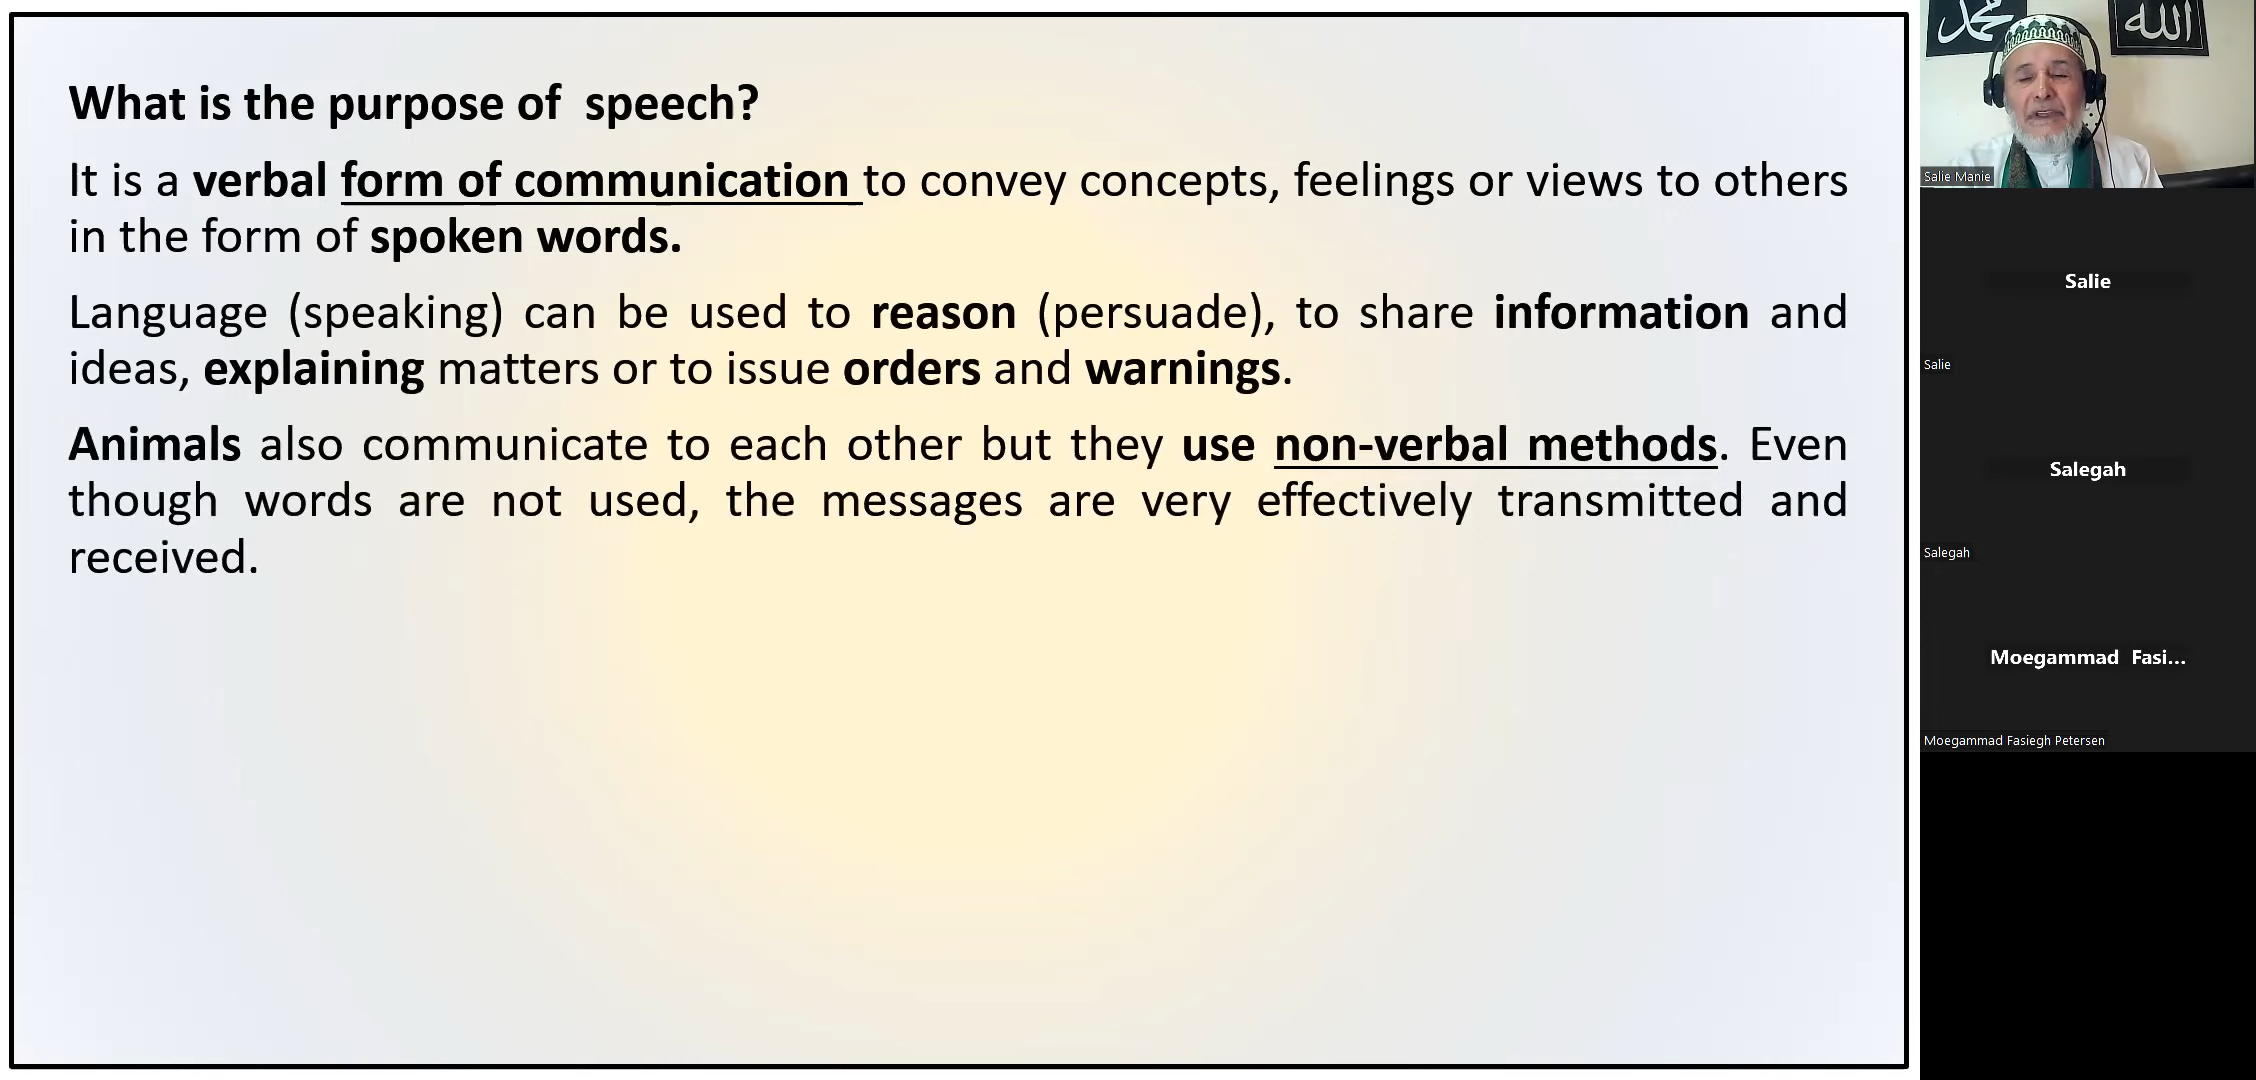 What is the purpose of  speech?
It is a verbal form of communication to convey concepts, feelings or views to others
in the form of spoken words.
Language (speaking) can be used to reason (persuade), to share information and
ideas, explaining matters or to issue orders and warnings.
Animals also communicate to each other but they use non-verbal methods. Even
though words are not used, the messages are very effectively transmitted and
received.
محمد
الله
Salie Manie
Salie
Salie
Salegah
Salegah
Moegammad  Fasi...
Moegammad Fasiegh Petersen